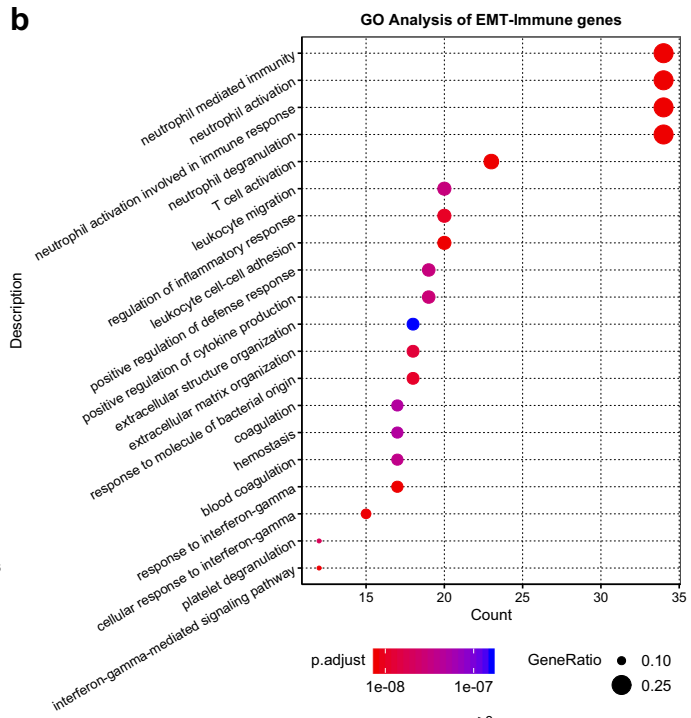 b
GO Analysis of EMT-Immune genes
neutrophil mediated immunity
neutrophil activation
neutrophil activation involved in immune response
neutrophil degranulation
T cell activation
leukocyte migration
regulation of inflammatory response
leukocyte cell-cell adhesion
positive regulation of defense response
positive regulation of cytokine production
extracellular structure organization
extracellular matrix organization
response to molecule of bacterial origin
coagulation
hemostasis
blood coagulation
response to interferon-gamma
cellular response to interferon-gamma
platelet degranulation
interferon-gamma-mediated signaling pathway
Description
15 20 25 30 35
Count
p.adjust
1e-08 1e-07
GeneRatio
0.10
0.25